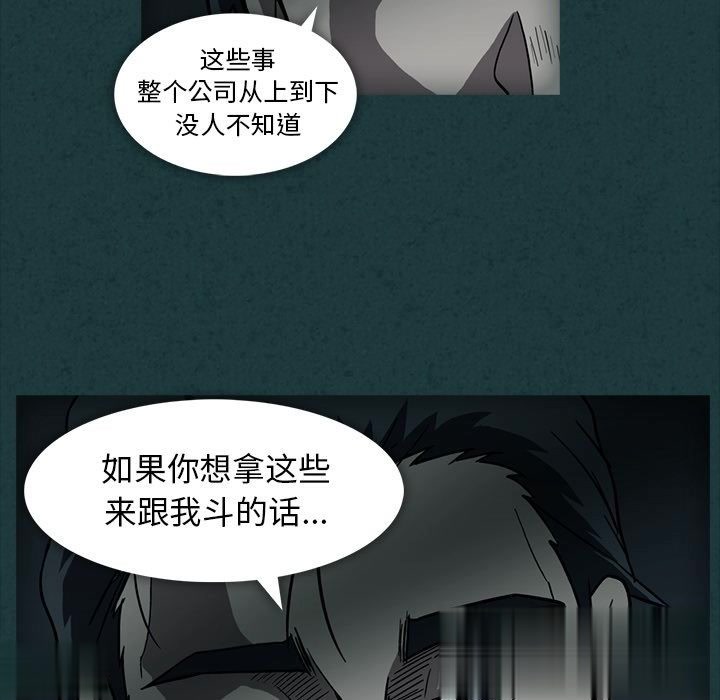 这些事
整个公司从上到下
没人不知道
如果你想拿这些
来跟我斗的话...